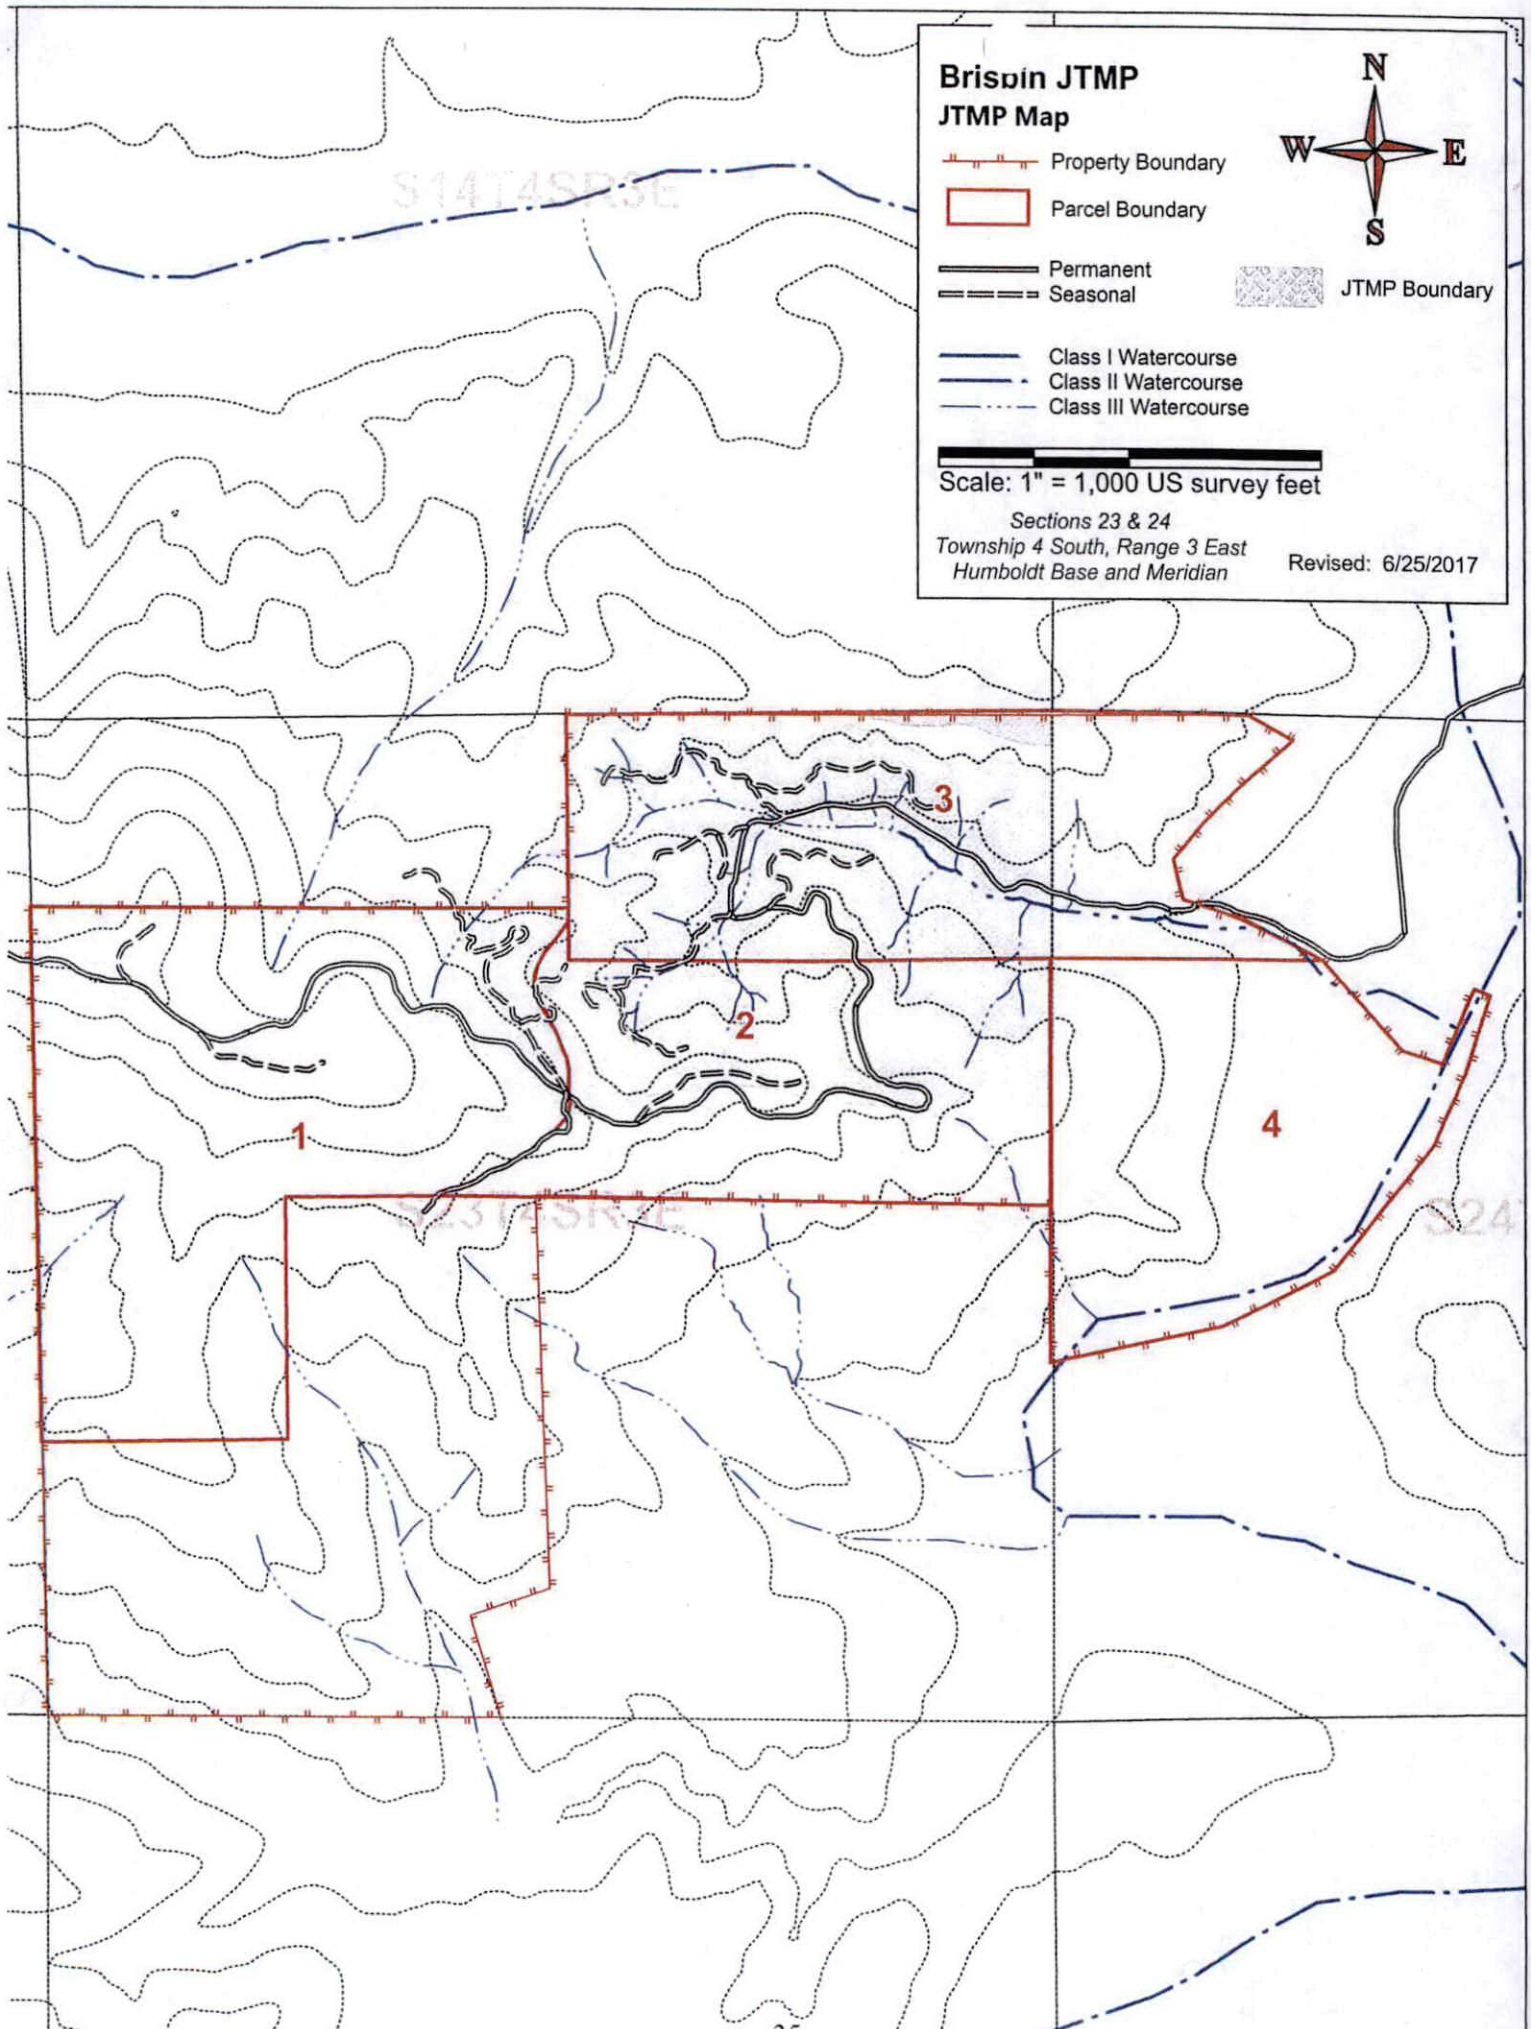 Brisbin JTMP
JTMP Map
N
W
E
S
Property Boundary
Parcel Boundary
Permanent
Seasonal
JTMP Boundary
Class I Watercourse
Class II Watercourse
Class III Watercourse
Scale: 1" = 1,000 US survey feet
Sections 23 & 24
Township 4 South, Range 3 East
Humboldt Base and Meridian
Revised: 6/25/2017
S14T4SR3E
3
2
1
4
S23T4SR3E
S24